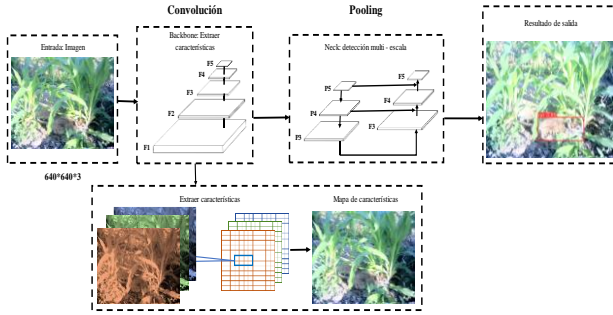 Convolución
Pooling
Entrada: Imagen
640*640*3
Backbone: Extraer
características
F5
F4
F3
F2
F1
Neck: detección multi - escala
P5
P4
P3
F5
F4
F3
Resultado de salida
Extraer características
Mapa de características